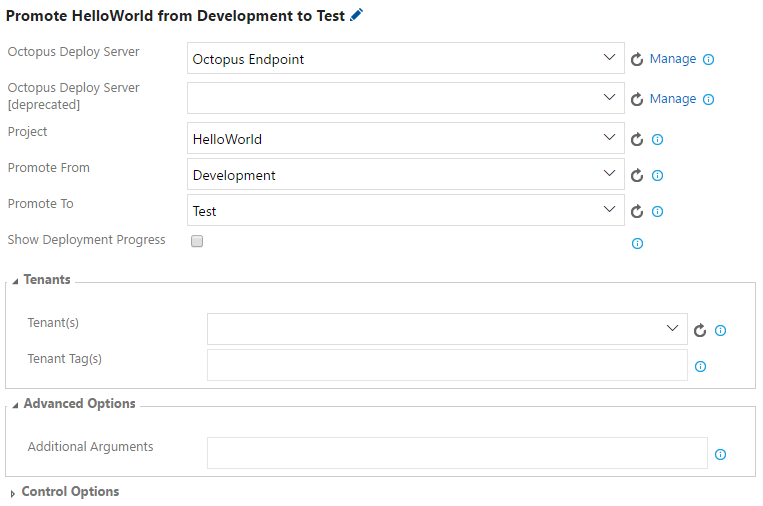 Promote HelloWorld from Development to Test
Octopus Deploy Server
Octopus Endpoint
Manage
Octopus Deploy Server
[deprecated]
Manage
Project
HelloWorld
Promote From
Development
Promote To
Test
Show Deployment Progress
Tenants
Tenant(s)
Tenant Tag(s)
Advanced Options
Additional Arguments
Control Options